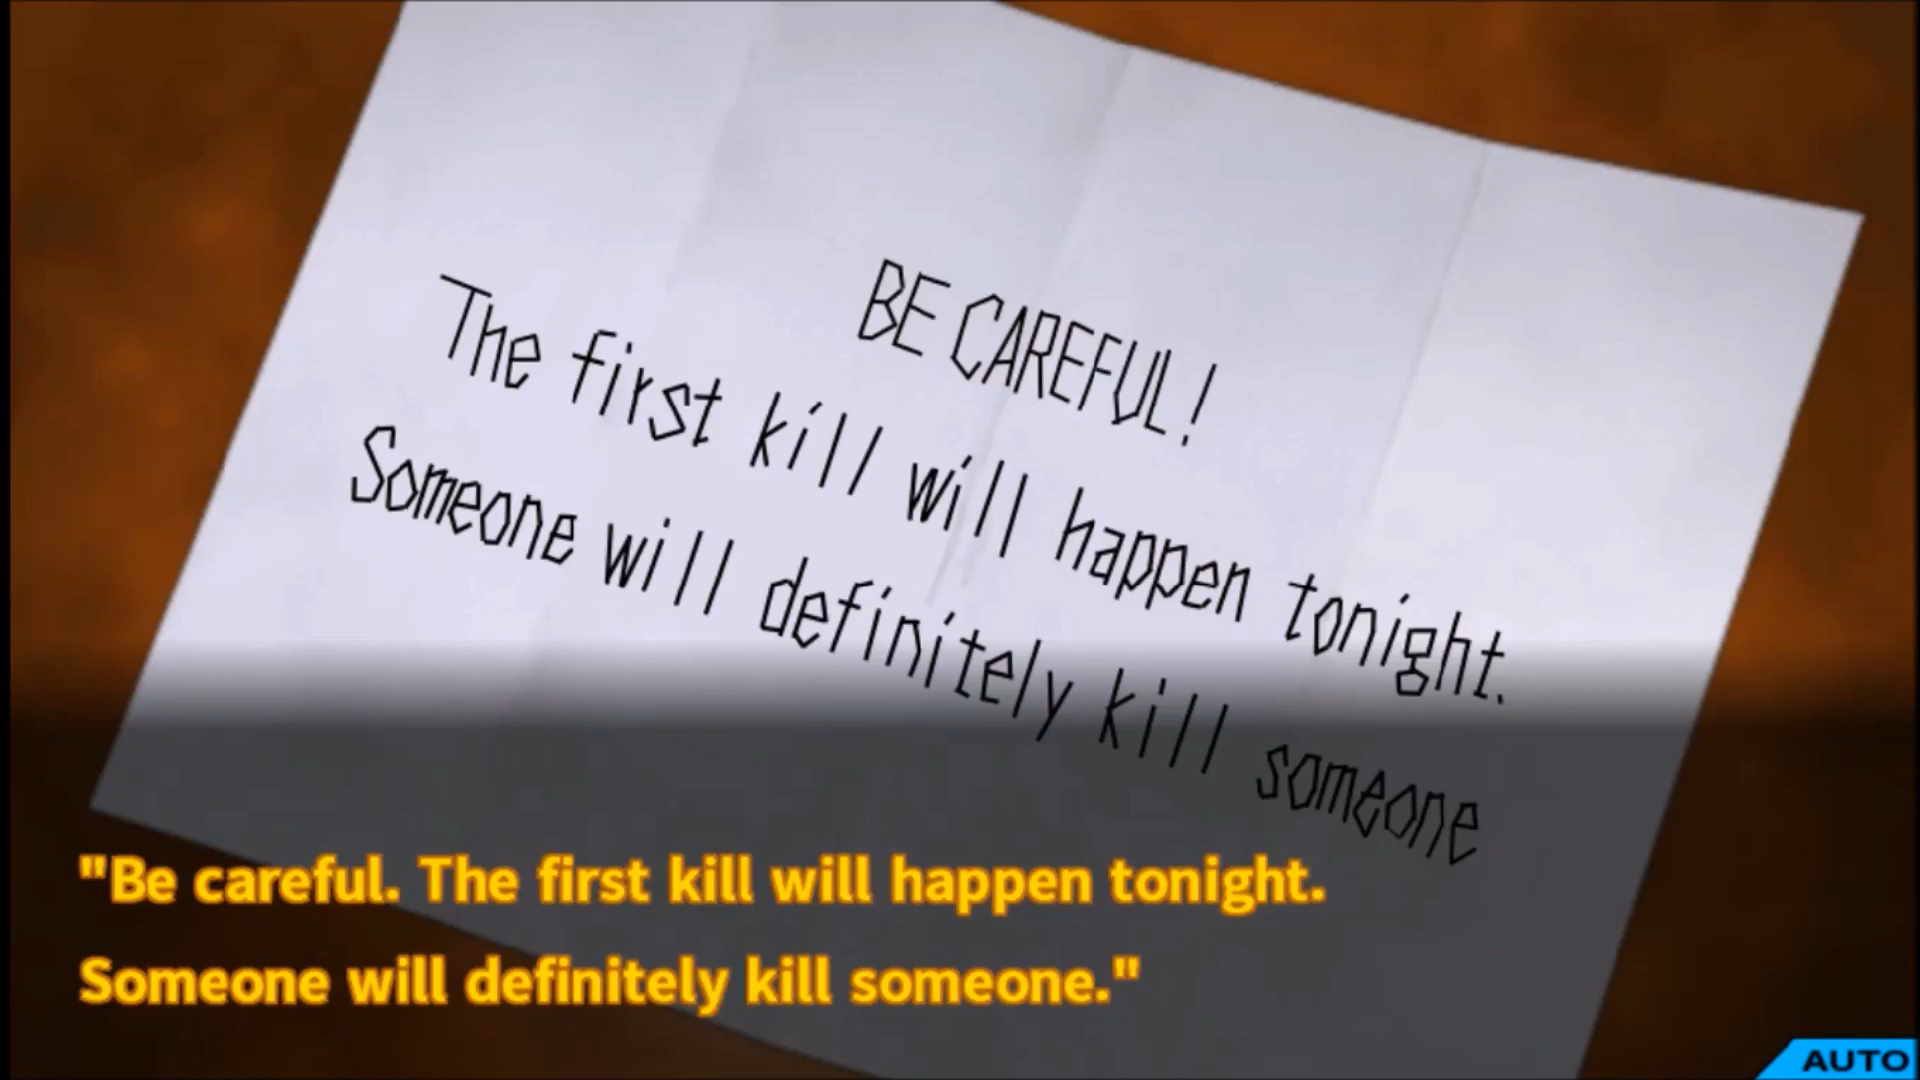 BE CAREFUL!
The first kill will happen tonight.
Someone will definitely kill someone
"Be careful. The first kill will happen tonight.
Someone will definitely kill someone."
AUTO